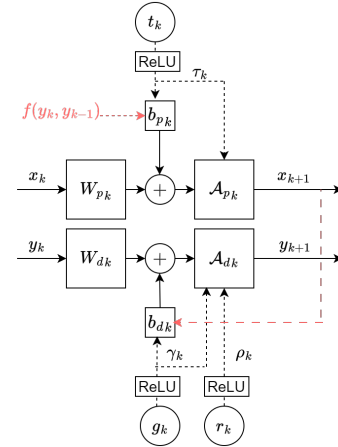 t_k
ReLU
τ_k
f(y_k, y_{k−1})
b_{p_k}
x_k
W_{p_k}
+
𝒜_{p_k}
x_{k+1}
y_k
W_{d_k}
+
𝒜_{d_k}
y_{k+1}
b_{d_k}
γ_k
ρ_k
ReLU
ReLU
g_k
r_k